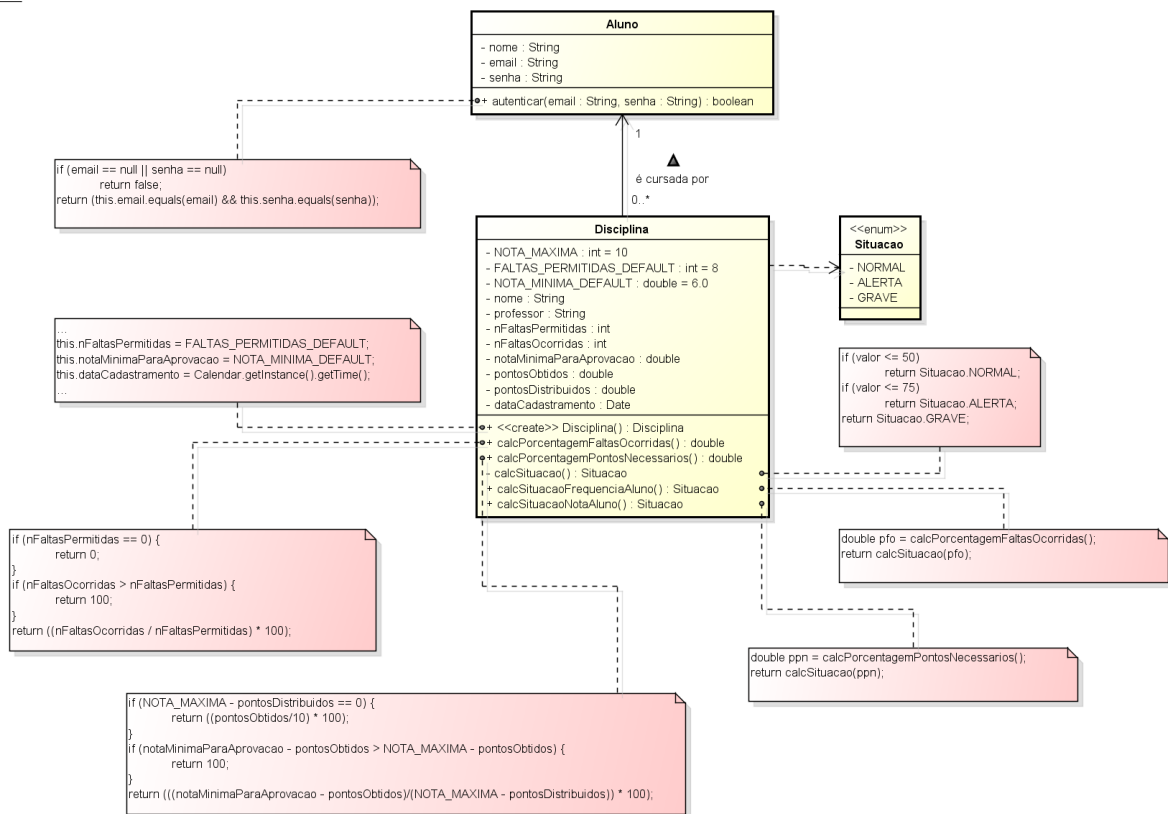 Aluno
- nome : String
- email : String
- senha : String
+ autenticar(email : String, senha : String) : boolean
1
é cursada por
0..*
if (email == null || senha == null)
return false;
return (this.email.equals(email) && this.senha.equals(senha));
Disciplina
- NOTA_MAXIMA : int = 10
- FALTAS_PERMITIDAS_DEFAULT : int = 8
- NOTA_MINIMA_DEFAULT : double = 6.0
- nome : String
- professor : String
- nFaltasPermitidas : int
- nFaltasOcorridas : int
- notaMinimaParaAprovacao : double
- pontosObtidos : double
- pontosDistribuidos : double
- dataCadastramento : Date
+ <<create>> Disciplina() : Disciplina
+ calcPorcentagemFaltasOcorridas() : double
+ calcPorcentagemPontosNecessarios() : double
- calcSituacao() : Situacao
+ calcSituacaoFrequenciaAluno() : Situacao
+ calcSituacaoNotaAluno() : Situacao
<<enum>>
Situacao
- NORMAL
- ALERTA
- GRAVE
...
this.nFaltasPermitidas = FALTAS_PERMITIDAS_DEFAULT;
this.notaMinimaParaAprovacao = NOTA_MINIMA_DEFAULT;
this.dataCadastramento = Calendar.getInstance().getTime();
...
if (valor <= 50)
return Situacao.NORMAL;
if (valor <= 75)
return Situacao.ALERTA;
return Situacao.GRAVE;
if (nFaltasPermitidas == 0) {
return 0;
}
if (nFaltasOcorridas > nFaltasPermitidas) {
return 100;
}
return ((nFaltasOcorridas / nFaltasPermitidas) * 100);
double pfo = calcPorcentagemFaltasOcorridas();
return calcSituacao(pfo);
double ppn = calcPorcentagemPontosNecessarios();
return calcSituacao(ppn);
if (NOTA_MAXIMA - pontosDistribuidos == 0) {
return ((pontosObtidos/10) * 100);
}
if (notaMinimaParaAprovacao - pontosObtidos > NOTA_MAXIMA - pontosObtidos) {
return 100;
}
return (((notaMinimaParaAprovacao - pontosObtidos)/(NOTA_MAXIMA - pontosDistribuidos)) * 100);